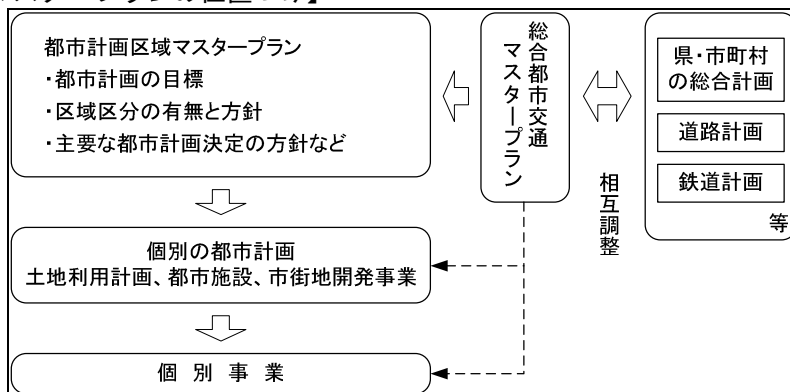 都市計画区域マスタープラン
・都市計画の目標
・区域区分の有無と方針
・主要な都市計画決定の方針など
総合都市交通
マスタープラン
県・市町村
の総合計画
道路計画
鉄道計画
等
相互調整
個別の都市計画
土地利用計画、都市施設、市街地開発事業
個別事業